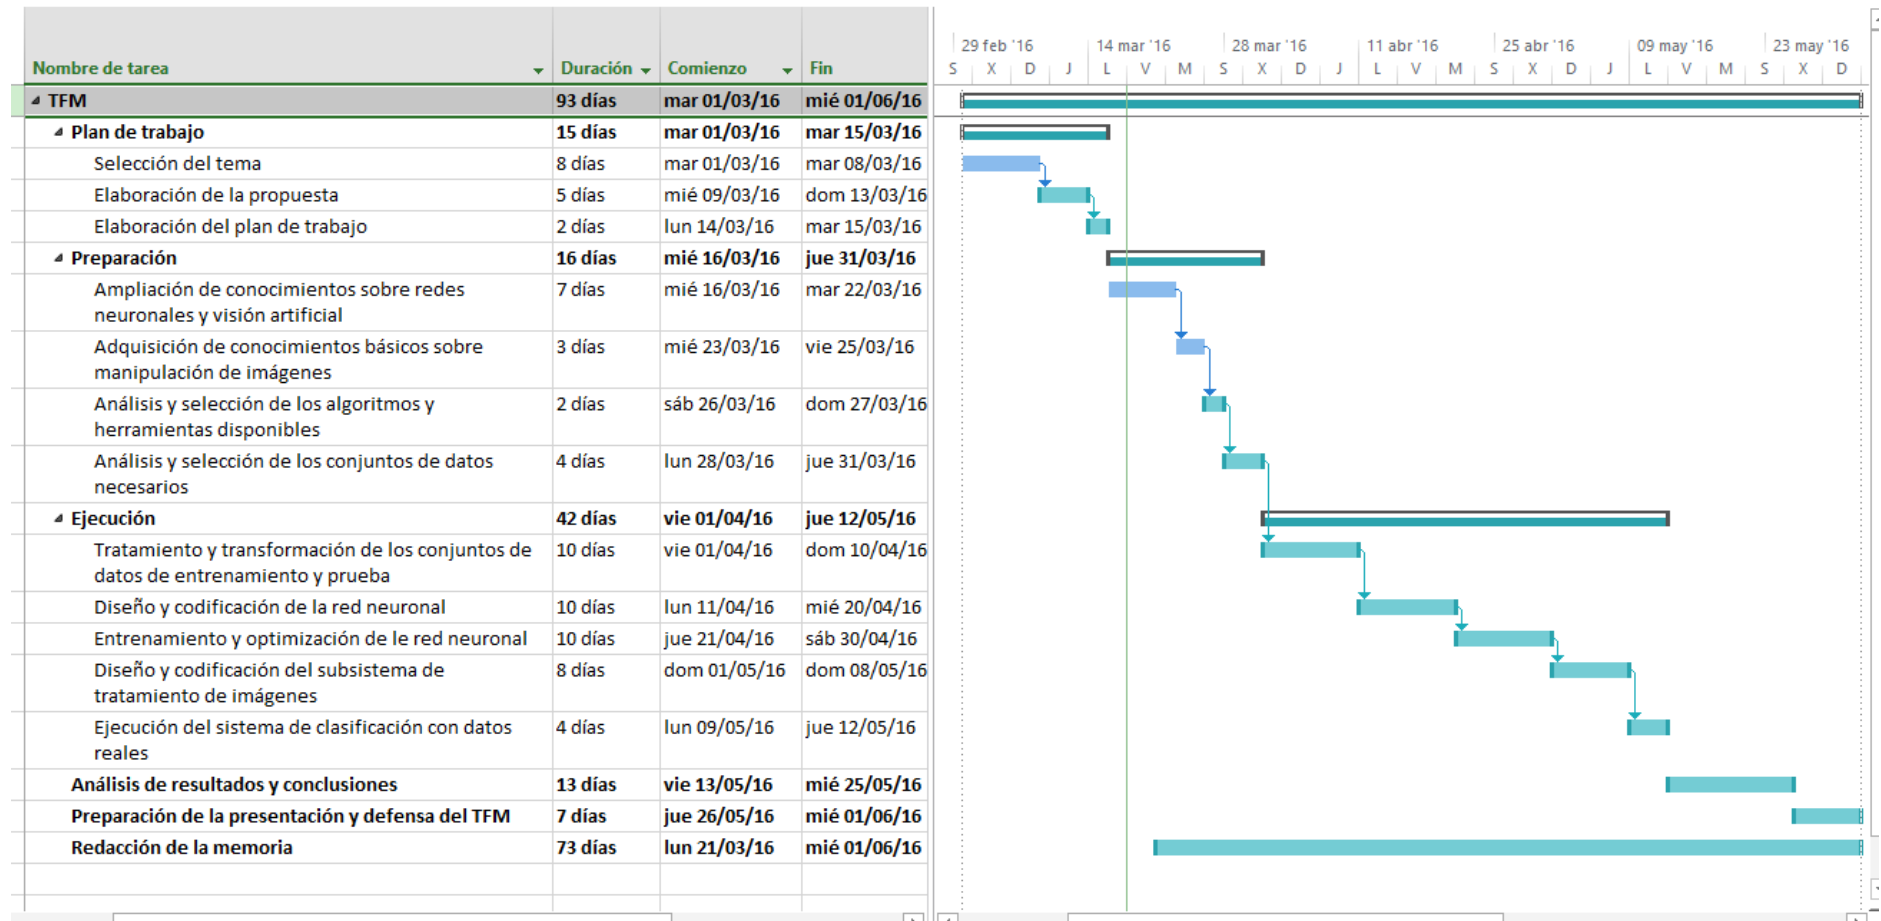 29 feb '16 14 mar '16 28 mar '16 11 abr '16 25 abr '16 09 may '16 23 may '16
Nombre de tarea Duración Comienzo Fin S X D J L V M S X D J L V M S X D J L V M S X D
TFM 93 días mar 01/03/16 mié 01/06/16
Plan de trabajo 15 días mar 01/03/16 mar 15/03/16
Selección del tema 8 días mar 01/03/16 mar 08/03/16
Elaboración de la propuesta 5 días mié 09/03/16 dom 13/03/16
Elaboración del plan de trabajo 2 días lun 14/03/16 mar 15/03/16
Preparación 16 días mié 16/03/16 jue 31/03/16
Ampliación de conocimientos sobre redes 7 días mié 16/03/16 mar 22/03/16
neuronales y visión artificial
Adquisición de conocimientos básicos sobre 3 días mié 23/03/16 vie 25/03/16
manipulación de imágenes
Análisis y selección de los algoritmos y 2 días sáb 26/03/16 dom 27/03/16
herramientas disponibles
Análisis y selección de los conjuntos de datos 4 días lun 28/03/16 jue 31/03/16
necesarios
Ejecución 42 días vie 01/04/16 jue 12/05/16
Tratamiento y transformación de los conjuntos de 10 días vie 01/04/16 dom 10/04/16
datos de entrenamiento y prueba
Diseño y codificación de la red neuronal 10 días lun 11/04/16 mié 20/04/16
Entrenamiento y optimización de le red neuronal 10 días jue 21/04/16 sáb 30/04/16
Diseño y codificación del subsistema de 8 días dom 01/05/16 dom 08/05/16
tratamiento de imágenes
Ejecución del sistema de clasificación con datos 4 días lun 09/05/16 jue 12/05/16
reales
Análisis de resultados y conclusiones 13 días vie 13/05/16 mié 25/05/16
Preparación de la presentación y defensa del TFM 7 días jue 26/05/16 mié 01/06/16
Redacción de la memoria 73 días lun 21/03/16 mié 01/06/16